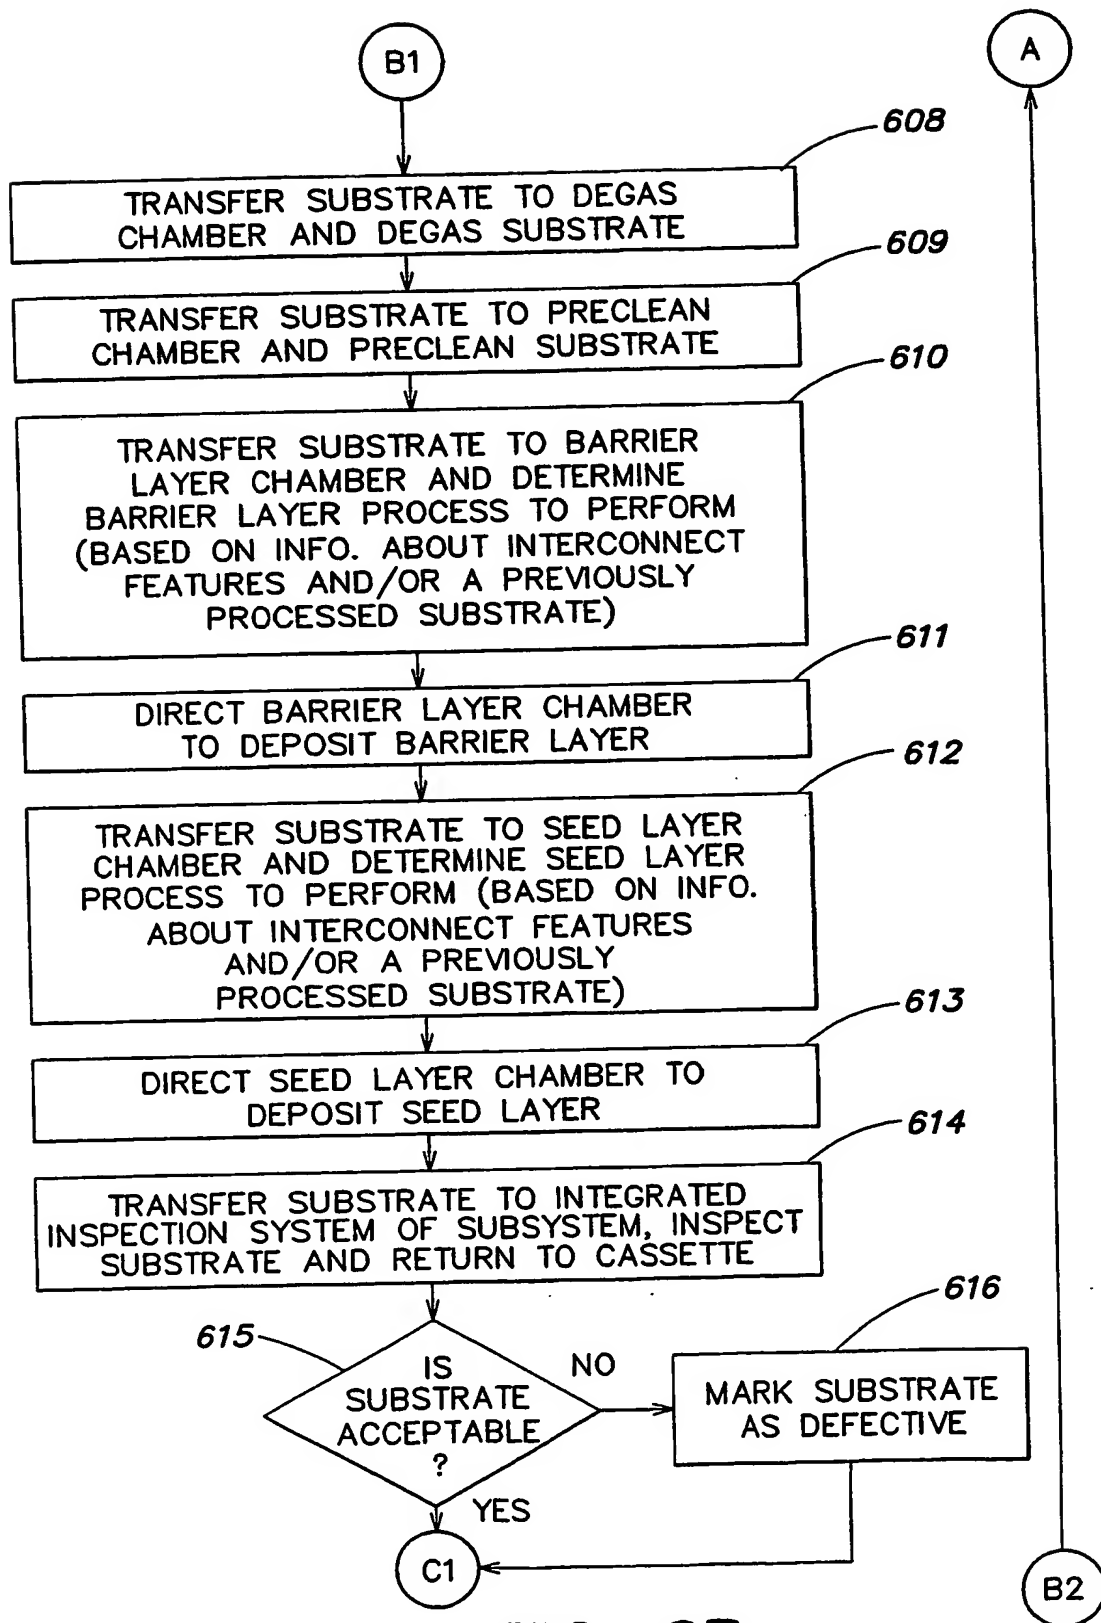 B1
A
608
TRANSFER SUBSTRATE TO DEGAS
CHAMBER AND DEGAS SUBSTRATE
609
TRANSFER SUBSTRATE TO PRECLEAN
CHAMBER AND PRECLEAN SUBSTRATE
610
TRANSFER SUBSTRATE TO BARRIER
LAYER CHAMBER AND DETERMINE
BARRIER LAYER PROCESS TO PERFORM
(BASED ON INFO. ABOUT INTERCONNECT
FEATURES AND/OR A PREVIOUSLY
PROCESSED SUBSTRATE)
611
DIRECT BARRIER LAYER CHAMBER
TO DEPOSIT BARRIER LAYER
612
TRANSFER SUBSTRATE TO SEED LAYER
CHAMBER AND DETERMINE SEED LAYER
PROCESS TO PERFORM (BASED ON INFO.
ABOUT INTERCONNECT FEATURES
AND/OR A PREVIOUSLY
PROCESSED SUBSTRATE)
613
DIRECT SEED LAYER CHAMBER TO
DEPOSIT SEED LAYER
614
TRANSFER SUBSTRATE TO INTEGRATED
INSPECTION SYSTEM OF SUBSYSTEM, INSPECT
SUBSTRATE AND RETURN TO CASSETTE
615
IS
SUBSTRATE
ACCEPTABLE
?
NO
616
MARK SUBSTRATE
AS DEFECTIVE
YES
C1
B2